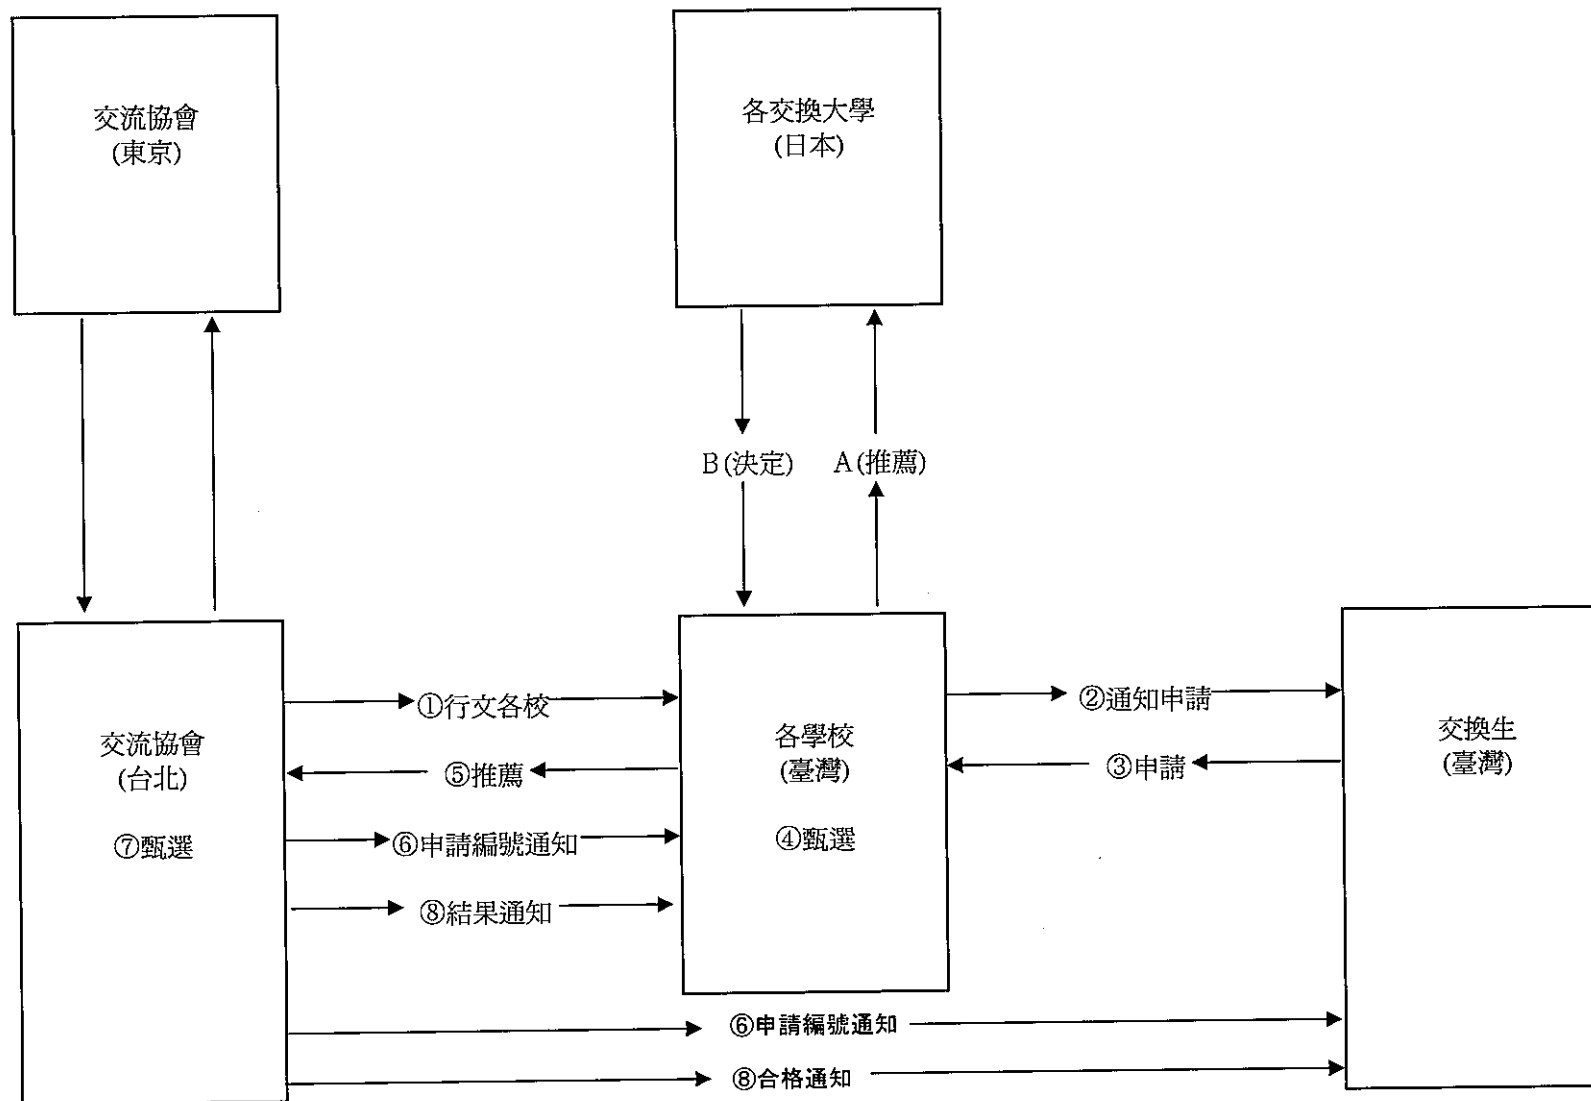 交流協會
(東京)
各交換大學
(日本)
B(決定)
A(推薦)
交流協會
(台北)
⑦甄選
①行文各校
⑤推薦
⑥申請編號通知
⑧結果通知
各學校
(臺灣)
④甄選
②通知申請
③申請
交換生
(臺灣)
⑥申請編號通知
⑧合格通知